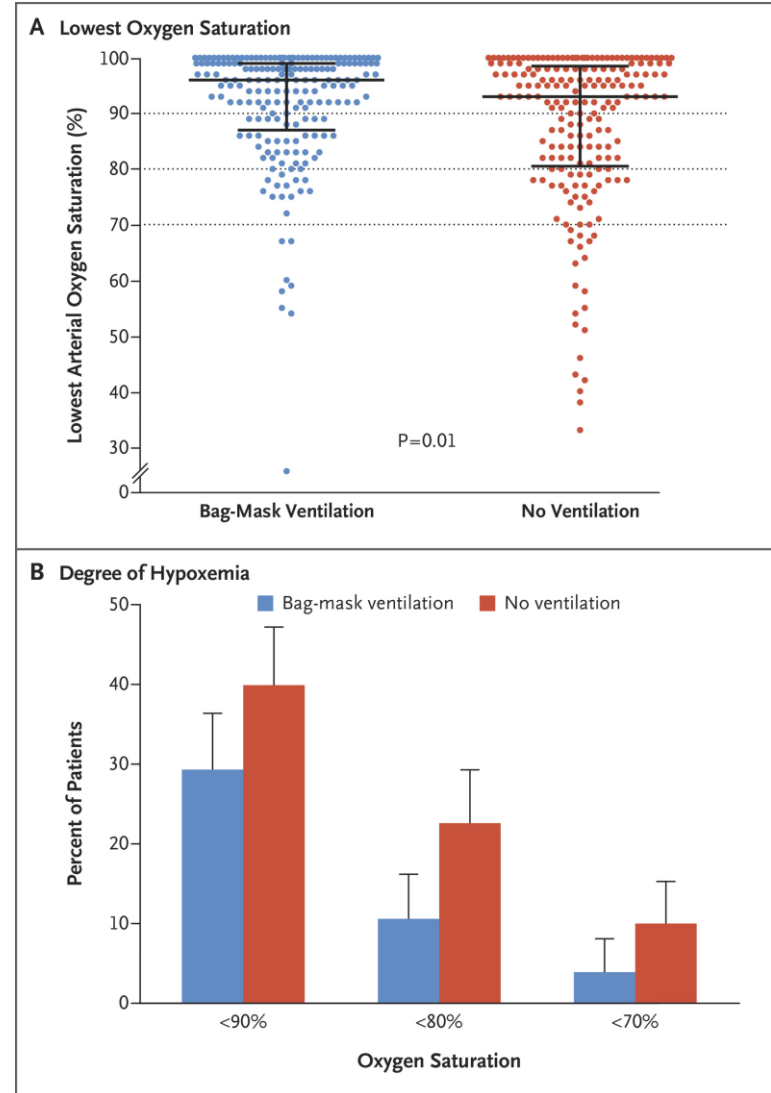 A Lowest Oxygen Saturation
Lowest Arterial Oxygen Saturation (%)
100
90
80
70
60
50
40
30
0
P=0.01
Bag-Mask Ventilation
No Ventilation
B Degree of Hypoxemia
Bag-mask ventilation
No ventilation
Percent of Patients
50
40
30
20
10
0
<90%
<80%
<70%
Oxygen Saturation